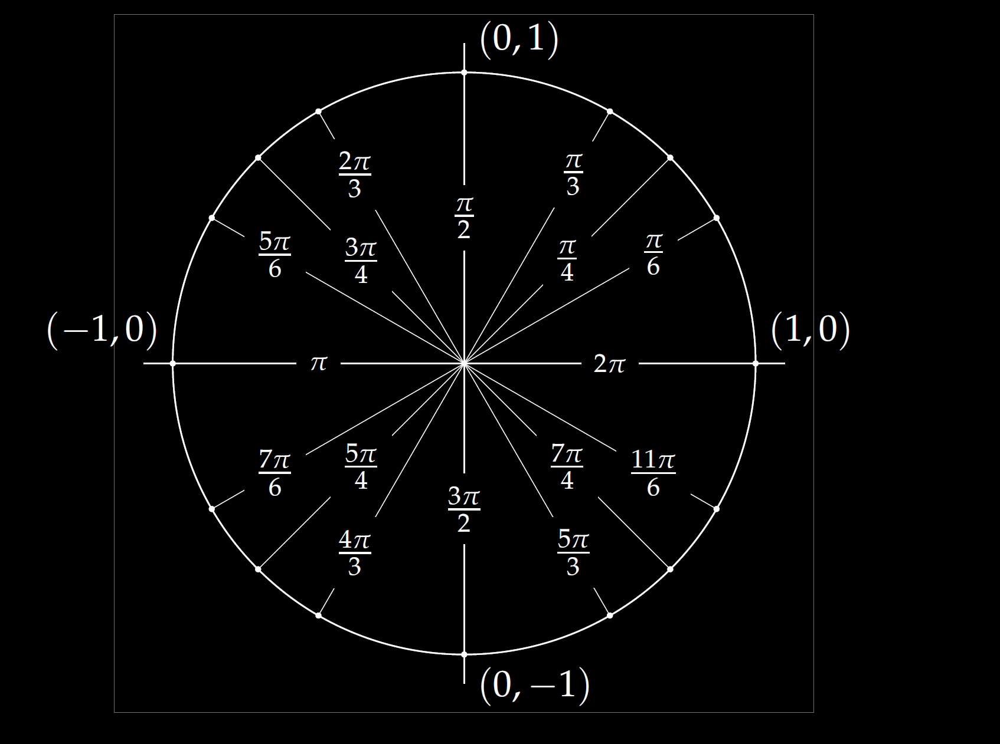 (0, 1)
2π/3
π/3
π/2
5π/6
3π/4
π/4
π/6
(−1, 0)
(1, 0)
π
2π
7π/6
5π/4
7π/4
11π/6
3π/2
4π/3
5π/3
(0, −1)